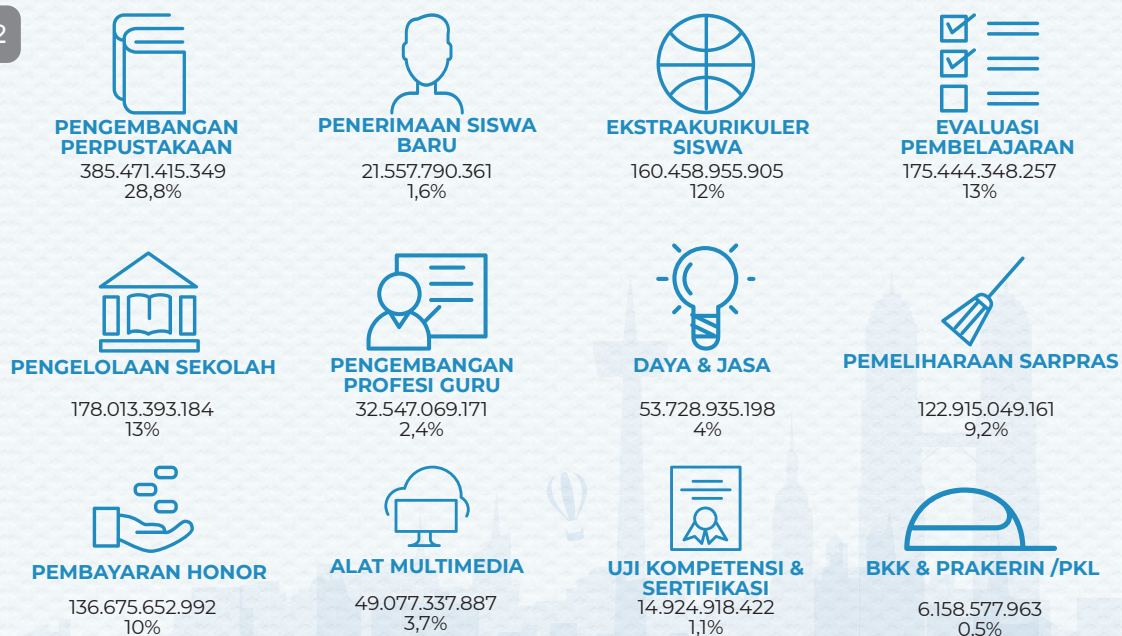 2
PENGEMBANGAN
PERPUSTAKAAN
385.471.415.349
28,8%
PENERIMAAN SISWA
BARU
21.557.790.361
1,6%
EKSTRAKURIKULER
SISWA
160.458.955.905
12%
EVALUASI
PEMBELAJARAN
175.444.348.257
13%
PENGELOLAAN SEKOLAH
178.013.393.184
13%
PENGEMBANGAN
PROFESI GURU
32.547.069.171
2,4%
DAYA & JASA
53.728.935.198
4%
PEMELIHARAAN SARPRAS
122.915.049.161
9,2%
PEMBAYARAN HONOR
136.675.652.992
10%
ALAT MULTIMEDIA
49.077.337.887
3,7%
UJI KOMPETENSI &
SERTIFIKASI
14.924.918.422
1,1%
BKK & PRAKERIN /PKL
6.158.577.963
0.5%